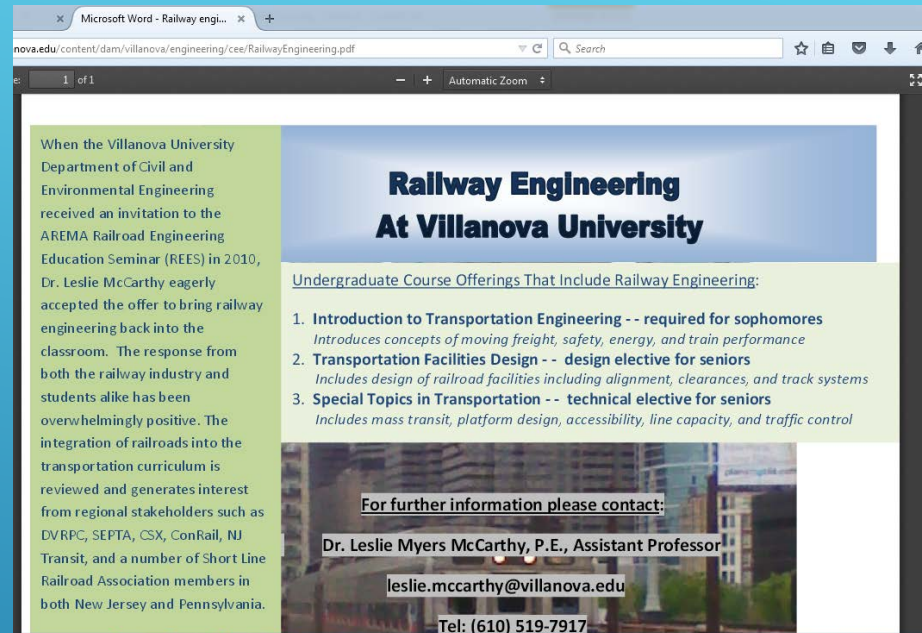 Microsoft Word - Railway engi...
nova.edu/content/dam/villanova/engineering/cee/RailwayEngineering.pdf
Search
1 of 1
Automatic Zoom
When the Villanova University
Department of Civil and
Environmental Engineering
received an invitation to the
AREMA Railroad Engineering
Education Seminar (REES) in 2010,
Dr. Leslie McCarthy eagerly
accepted the offer to bring railway
engineering back into the
classroom. The response from
both the railway industry and
students alike has been
overwhelmingly positive. The
integration of railroads into the
transportation curriculum is
reviewed and generates interest
from regional stakeholders such as
DVRPC, SEPTA, CSX, ConRail, NJ
Transit, and a number of Short Line
Railroad Association members in
both New Jersey and Pennsylvania.
Railway Engineering
At Villanova University
Undergraduate Course Offerings That Include Railway Engineering:
1. Introduction to Transportation Engineering - - required for sophomores
Introduces concepts of moving freight, safety, energy, and train performance
2. Transportation Facilities Design - - design elective for seniors
Includes design of railroad facilities including alignment, clearances, and track systems
3. Special Topics in Transportation - - technical elective for seniors
Includes mass transit, platform design, accessibility, line capacity, and traffic control
For further information please contact:
Dr. Leslie Myers McCarthy, P.E., Assistant Professor
leslie.mccarthy@villanova.edu
Tel: (610) 519-7917